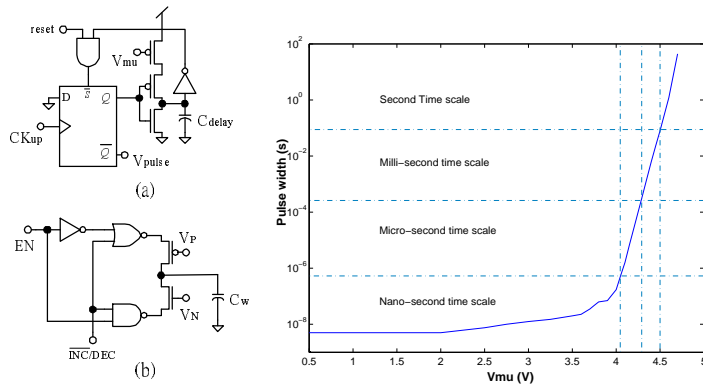 reset
Vmu
D
S
Q
CKup
Q
Vpulse
Cdelay
(a)
EN
VP
VN
Cw
INC/DEC
(b)
Pulse width (s)
10^2
10^0
10^-2
10^-4
10^-6
10^-8
Second Time scale
Milli-second time scale
Micro-second time scale
Nano-second time scale
0.5 1 1.5 2 2.5 3 3.5 4 4.5 5
Vmu (V)